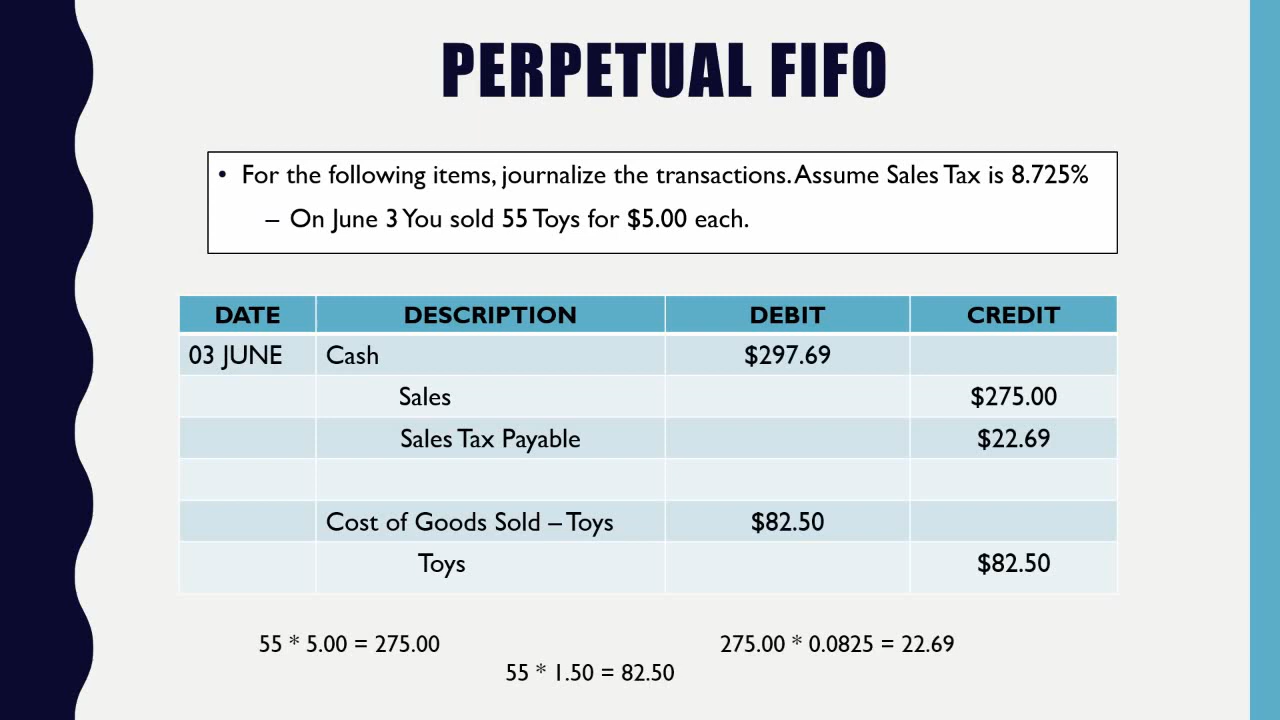 PERPETUAL FIFO
• For the following items, journalize the transactions. Assume Sales Tax is 8.725%
– On June 3 You sold 55 Toys for $5.00 each.
DATE DESCRIPTION DEBIT CREDIT
03 JUNE Cash $297.69
Sales $275.00
Sales Tax Payable $22.69
Cost of Goods Sold – Toys $82.50
Toys $82.50
55 * 5.00 = 275.00 275.00 * 0.0825 = 22.69
55 * 1.50 = 82.50